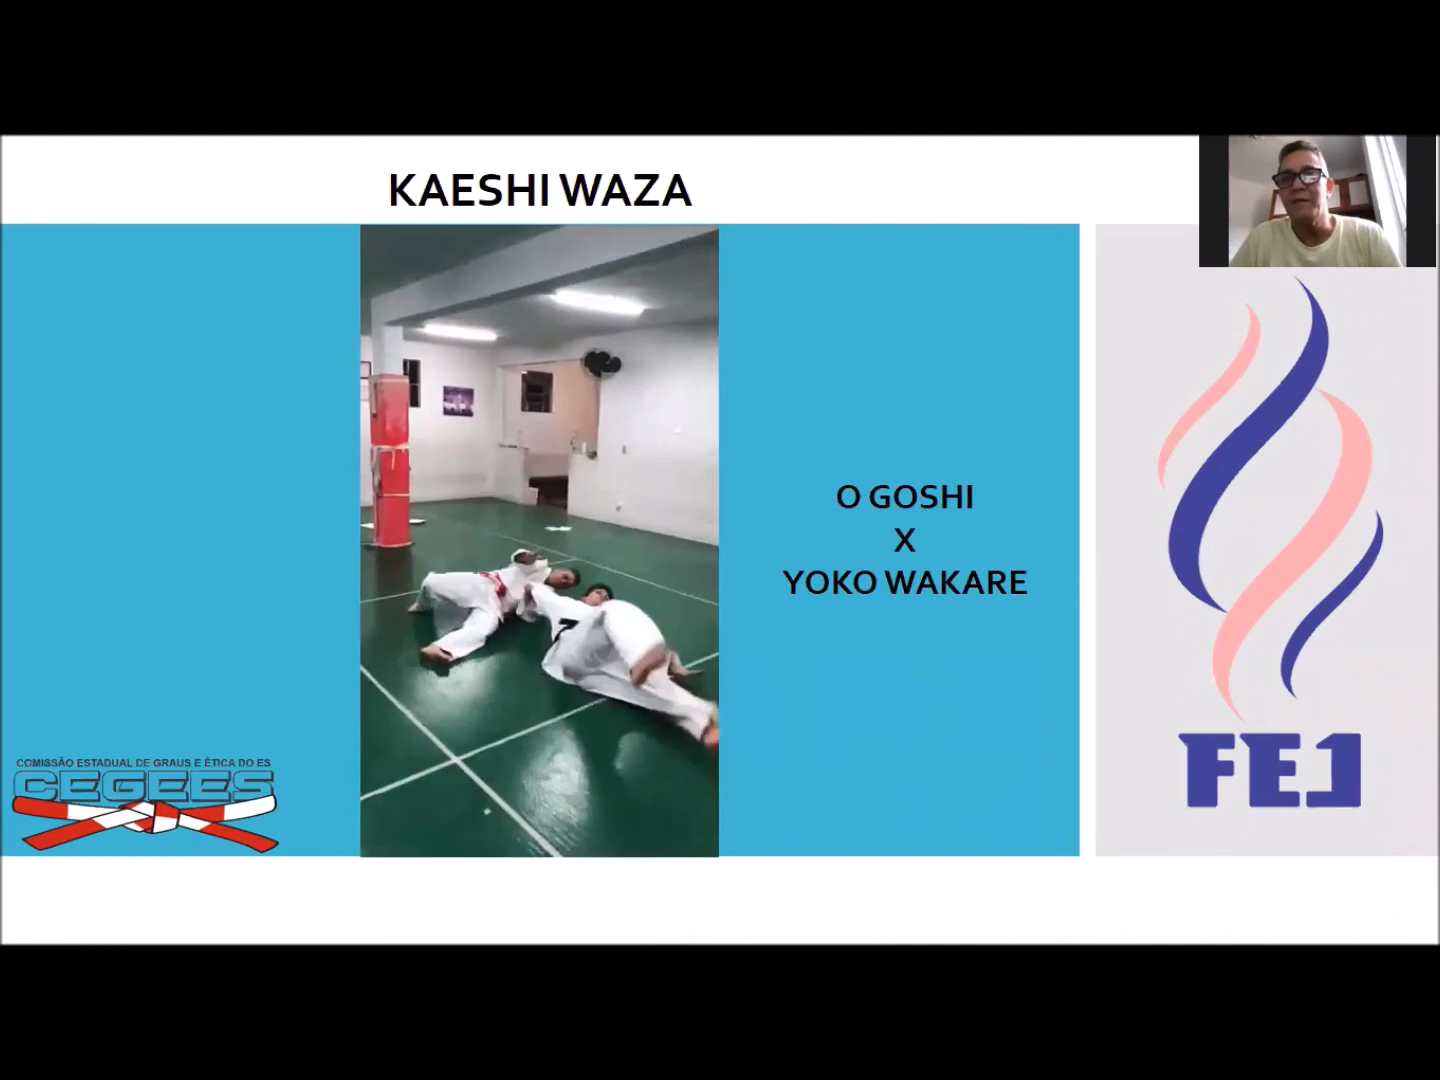 KAESHI WAZA
O GOSHI
X
YOKO WAKARE
COMISSÃO ESTADUAL DE GRAUS E ÉTICA DO ES
CEGEES
FEJ